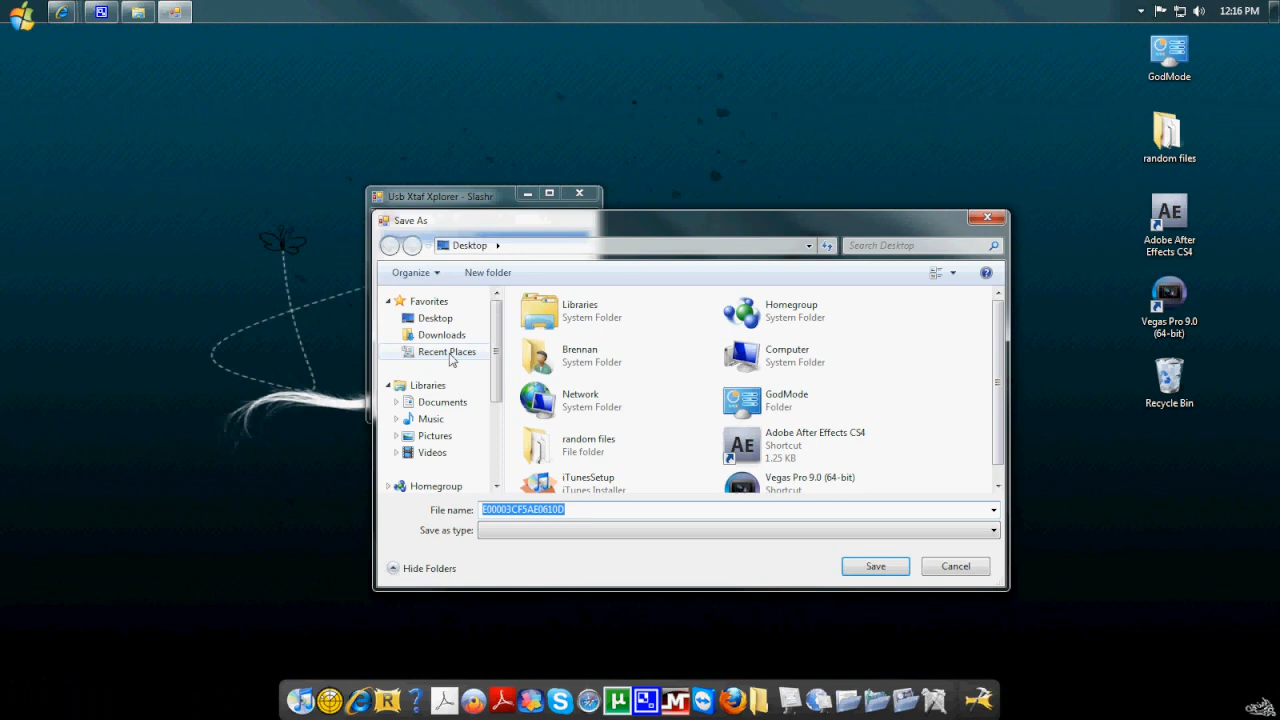 12:16 PM
GodMode
random files
Adobe After
Effects CS4
Vegas Pro 9.0
(64-bit)
Recycle Bin
Usb Xtaf Xplorer - Slashr
Save As
Desktop
Search Desktop
Organize
New folder
Favorites
Desktop
Downloads
Recent Places
Libraries
Documents
Music
Pictures
Videos
Homegroup
Libraries
System Folder
Homegroup
System Folder
Brennan
System Folder
Computer
System Folder
Network
System Folder
GodMode
Folder
random files
File folder
Adobe After Effects CS4
Shortcut
1.25 KB
iTunesSetup
iTunes Installer
Vegas Pro 9.0 (64-bit)
Shortcut
File name:
E00003CF5AE0610D
Save as type:
Hide Folders
Save
Cancel